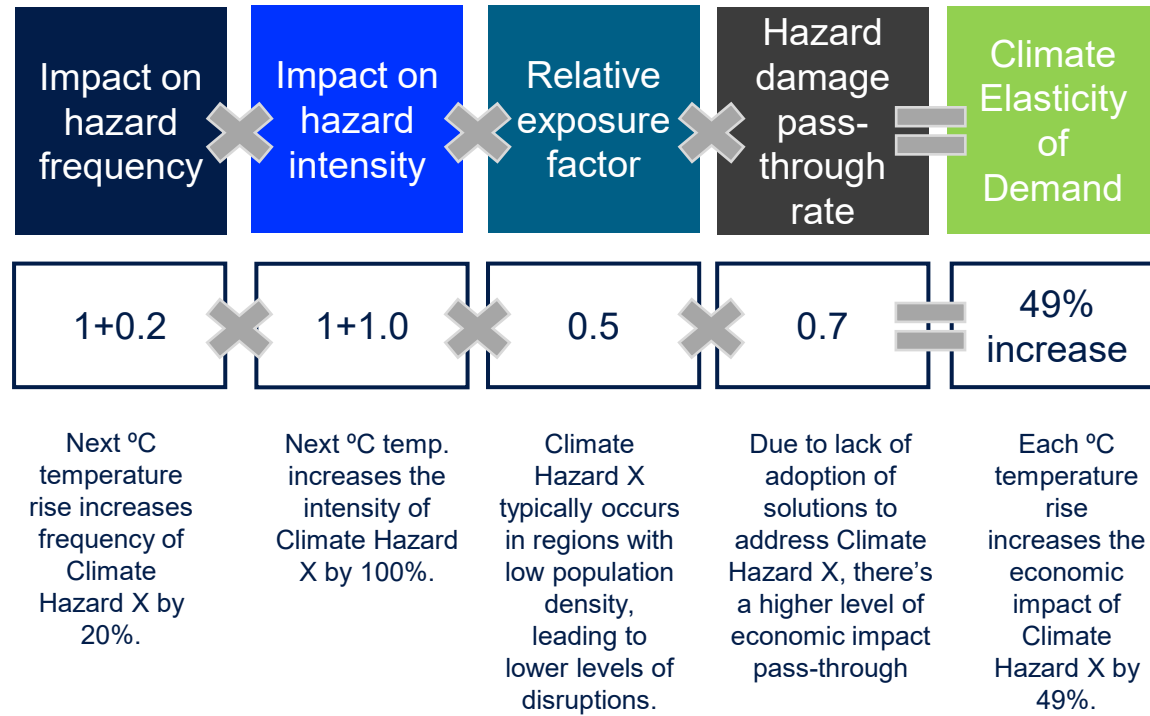 Impact on
hazard
frequency
Impact on
hazard
intensity
Relative
exposure
factor
Hazard
damage
pass-
through
rate
Climate
Elasticity
of
Demand
1+0.2
1+1.0
0.5
0.7
49%
increase
Next ºC
temperature
rise increases
frequency of
Climate
Hazard X by
20%.
Next ºC temp.
increases the
intensity of
Climate Hazard
X by 100%.
Climate
Hazard X
typically occurs
in regions with
low population
density,
leading to
lower levels of
disruptions.
Due to lack of
adoption of
solutions to
address Climate
Hazard X, there’s
a higher level of
economic impact
pass-through
Each ºC
temperature
rise
increases the
economic
impact of
Climate
Hazard X by
49%.